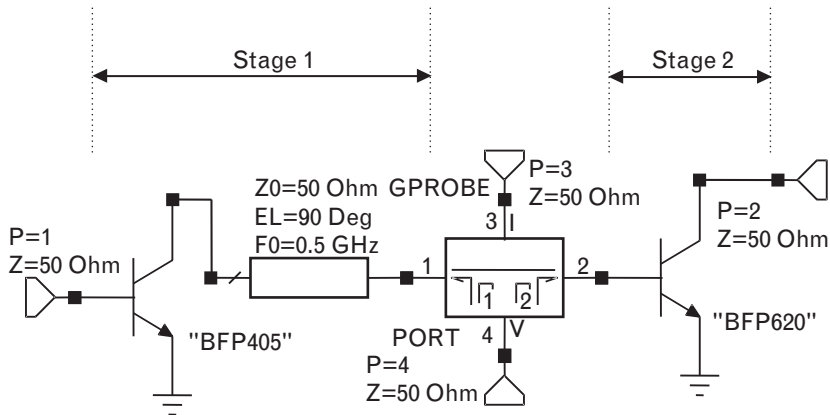 Stage 1
Stage 2
Z0=50 Ohm GPROBE
EL=90 Deg
F0=0.5 GHz
P=3
Z=50 Ohm
3 I
P=1
Z=50 Ohm
P=2
Z=50 Ohm
1
2
1 2
"BFP405"
PORT
4 V
P=4
Z=50 Ohm
"BFP620"